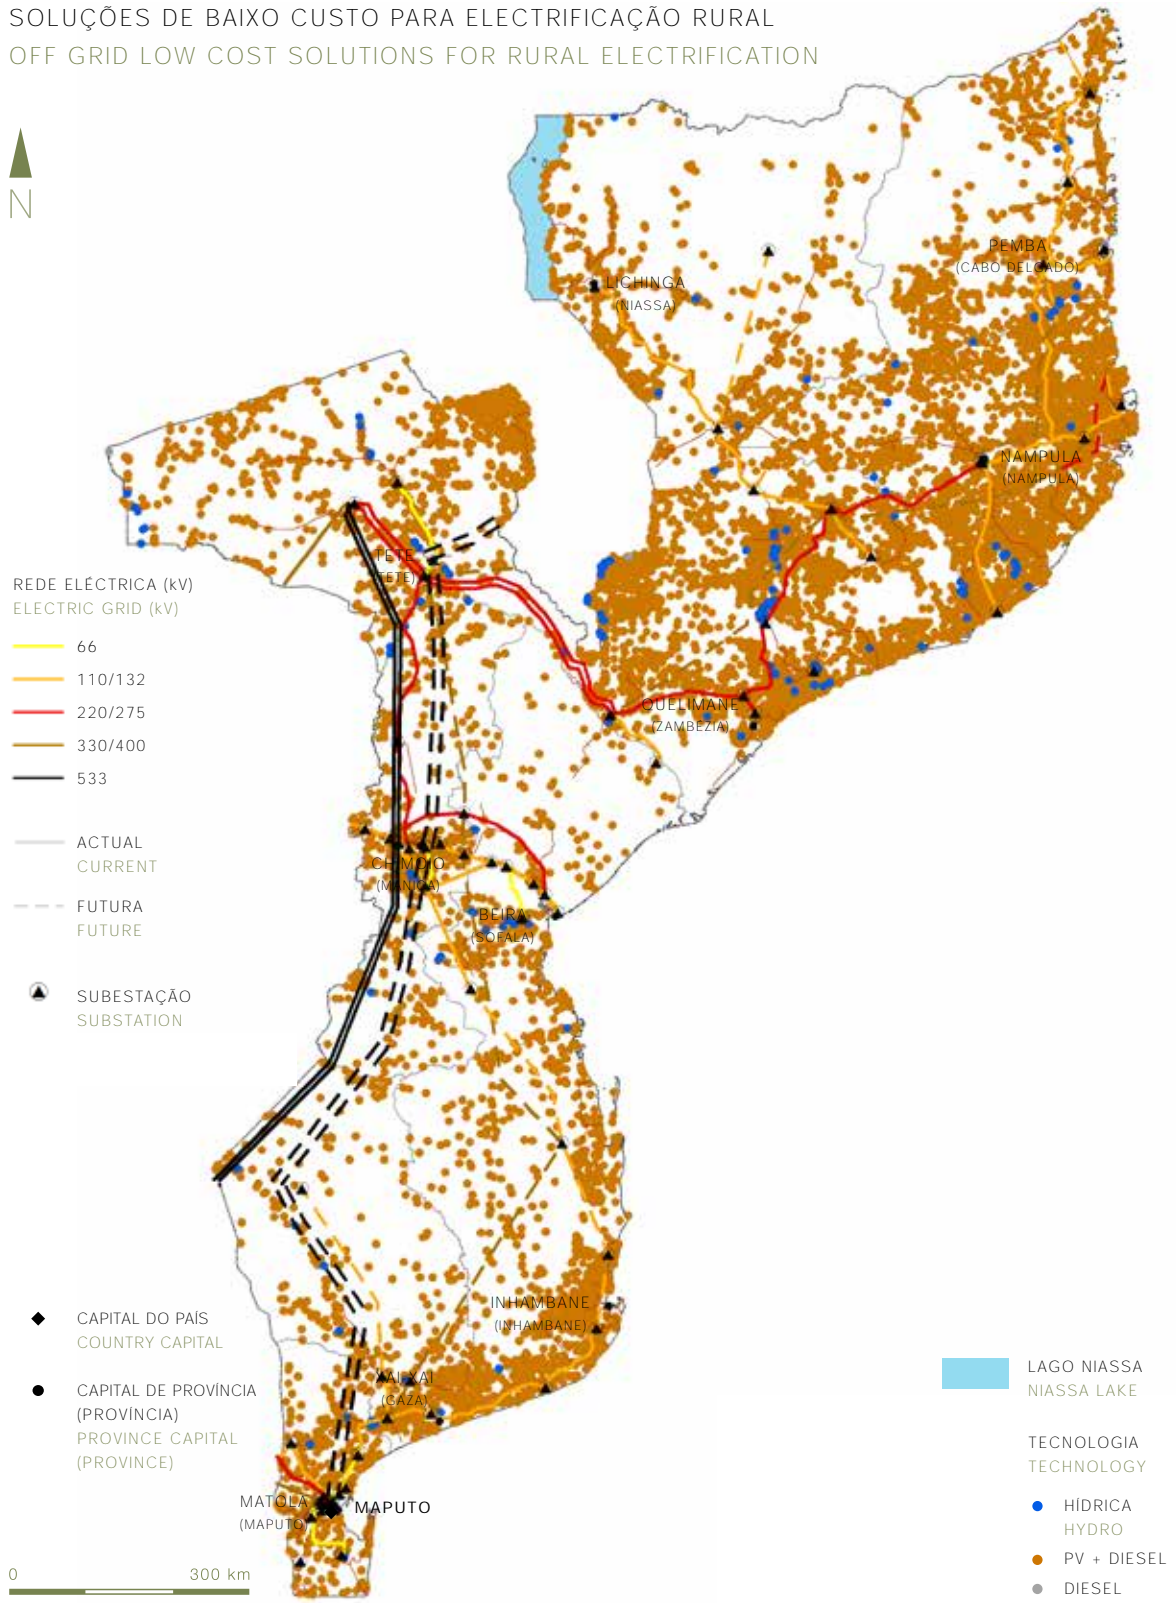 SOLUÇÕES DE BAIXO CUSTO PARA ELECTRIFICAÇÃO RURAL
OFF GRID LOW COST SOLUTIONS FOR RURAL ELECTRIFICATION
N
PEMBA
(CABO DELGADO)
LICHINGA
(NIASSA)
NAMPULA
(NAMPULA)
TETE
(TETE)
QUELIMANE
(ZAMBÉZIA)
CHIMOIO
(MANICA)
BEIRA
(SOFALA)
INHAMBANE
(INHAMBANE)
XAI-XAI
(GAZA)
MATOLA
(MAPUTO)
MAPUTO
REDE ELÉCTRICA (kV)
ELECTRIC GRID (kV)
66
110/132
220/275
330/400
533
ACTUAL
CURRENT
FUTURA
FUTURE
SUBESTAÇÃO
SUBSTATION
CAPITAL DO PAÍS
COUNTRY CAPITAL
CAPITAL DE PROVÍNCIA
(PROVÍNCIA)
PROVINCE CAPITAL
(PROVINCE)
0 300 km
LAGO NIASSA
NIASSA LAKE
TECNOLOGIA
TECHNOLOGY
HÍDRICA
HYDRO
PV + DIESEL
DIESEL